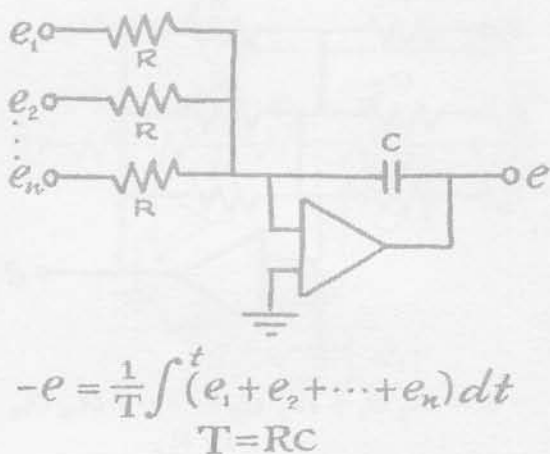 e₁
R
e₂
R
⋮
eₙ
R
C
e
-e = 1/T ∫ᵗ (e₁+e₂+⋯+eₙ) dt
T=RC